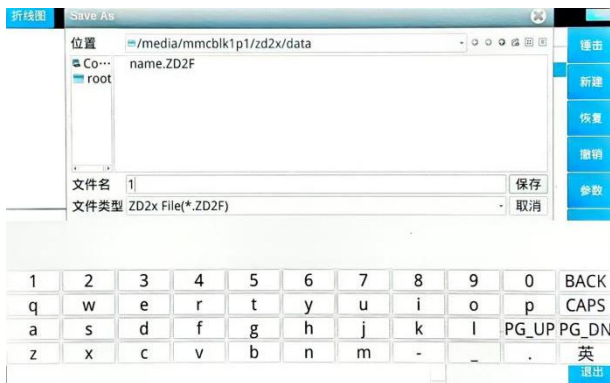 折线图 Save As
位置 /media/mmcblk1p1/zd2x/data
锤击
Co… name.ZD2F
root
新建
恢复
撤销
文件名 1 保存
参数
文件类型 ZD2x File(*.ZD2F) 取消
1 2 3 4 5 6 7 8 9 0 BACK
q w e r t y u i o p CAPS
a s d f g h j k l PG_UP PG_DN
z x c v b n m - _ . 英
退出